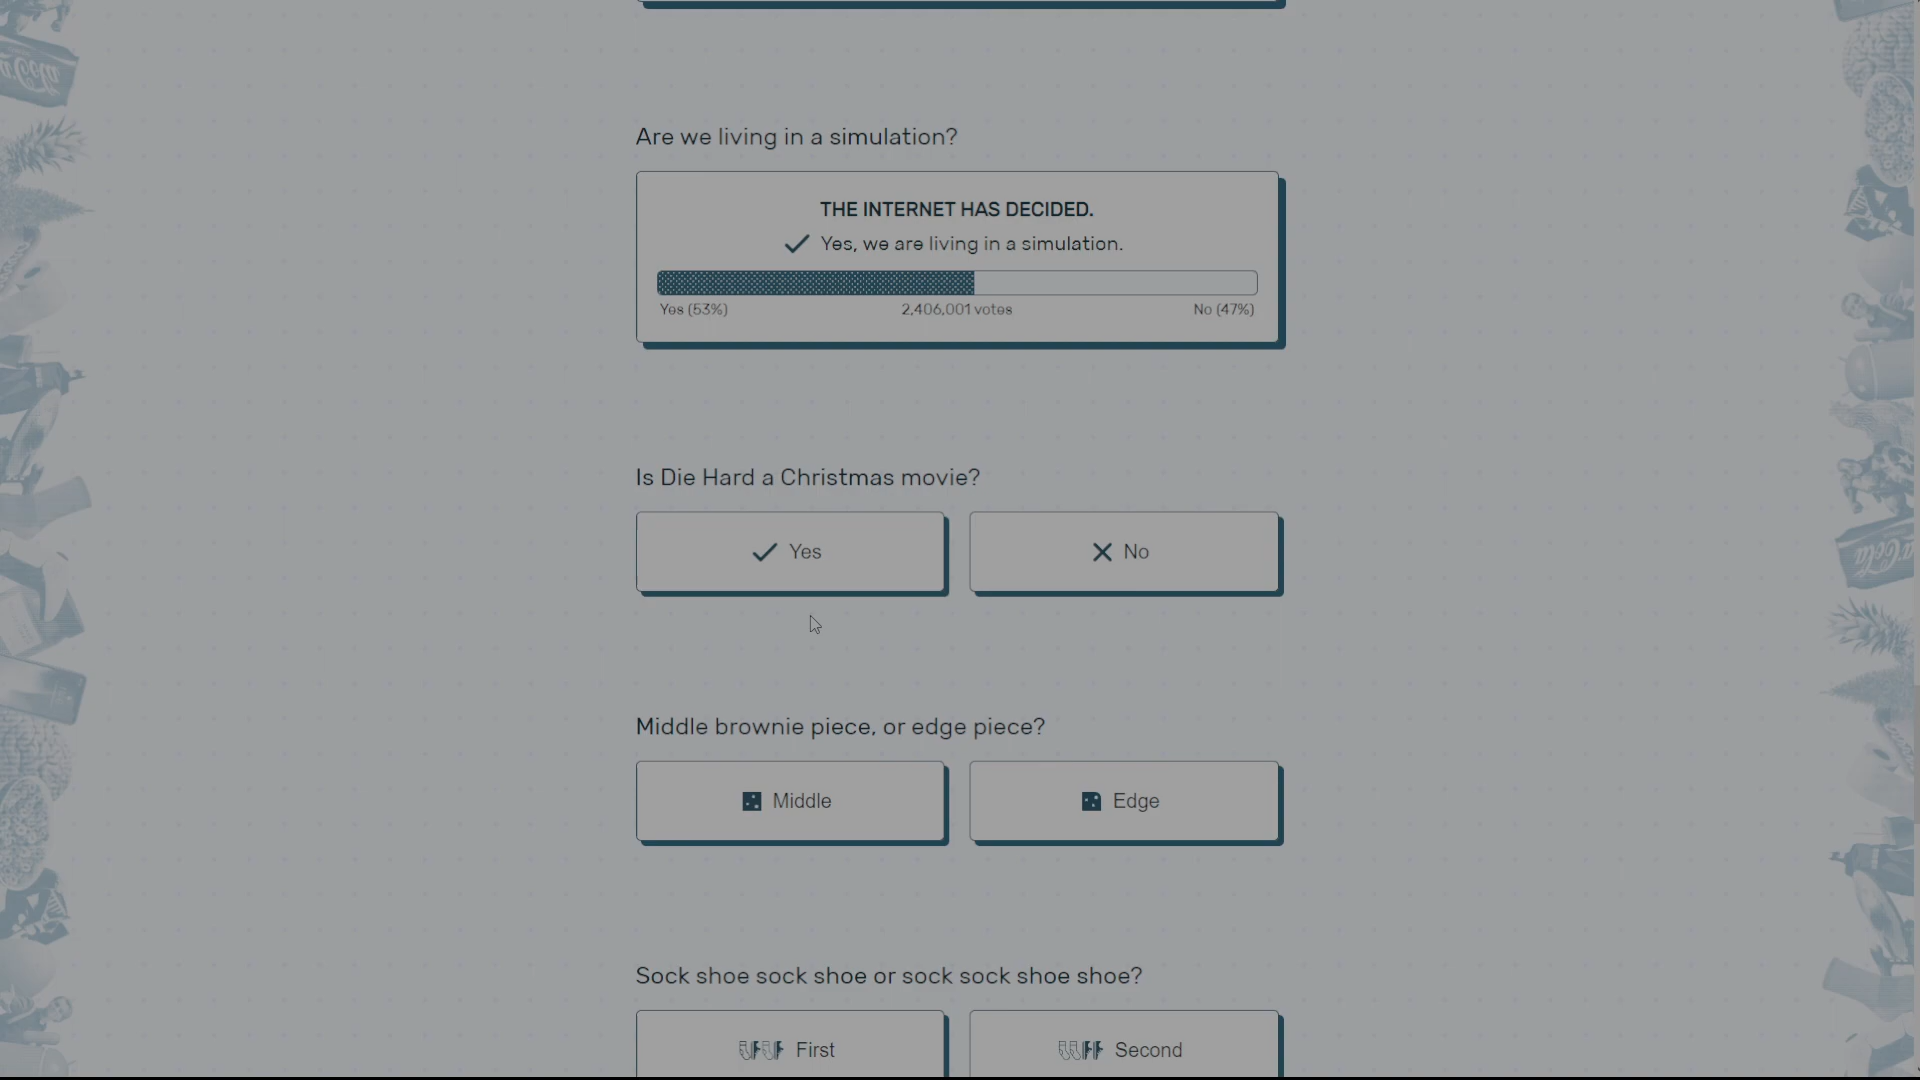 Are we living in a simulation?
THE INTERNET HAS DECIDED.
Yes, we are living in a simulation.
Yes (53%) 2,406,001 votes No (47%)
Is Die Hard a Christmas movie?
Yes No
Middle brownie piece, or edge piece?
Middle Edge
Sock shoe sock shoe or sock sock shoe shoe?
First Second